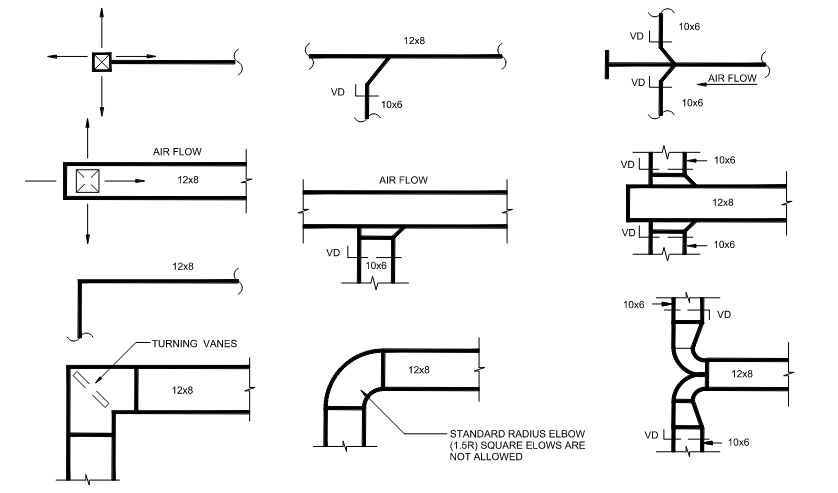 12x8
VD
10x6
10x6
VD
VD
AIR FLOW
10x6
AIR FLOW
12x8
AIR FLOW
VD
10x6
VD
10x6
12x8
VD
10x6
12x8
TURNING VANES
12x8
12x8
STANDARD RADIUS ELBOW
(1.5R) SQUARE ELOWS ARE
NOT ALLOWED
10x6
VD
12x8
VD
10x6